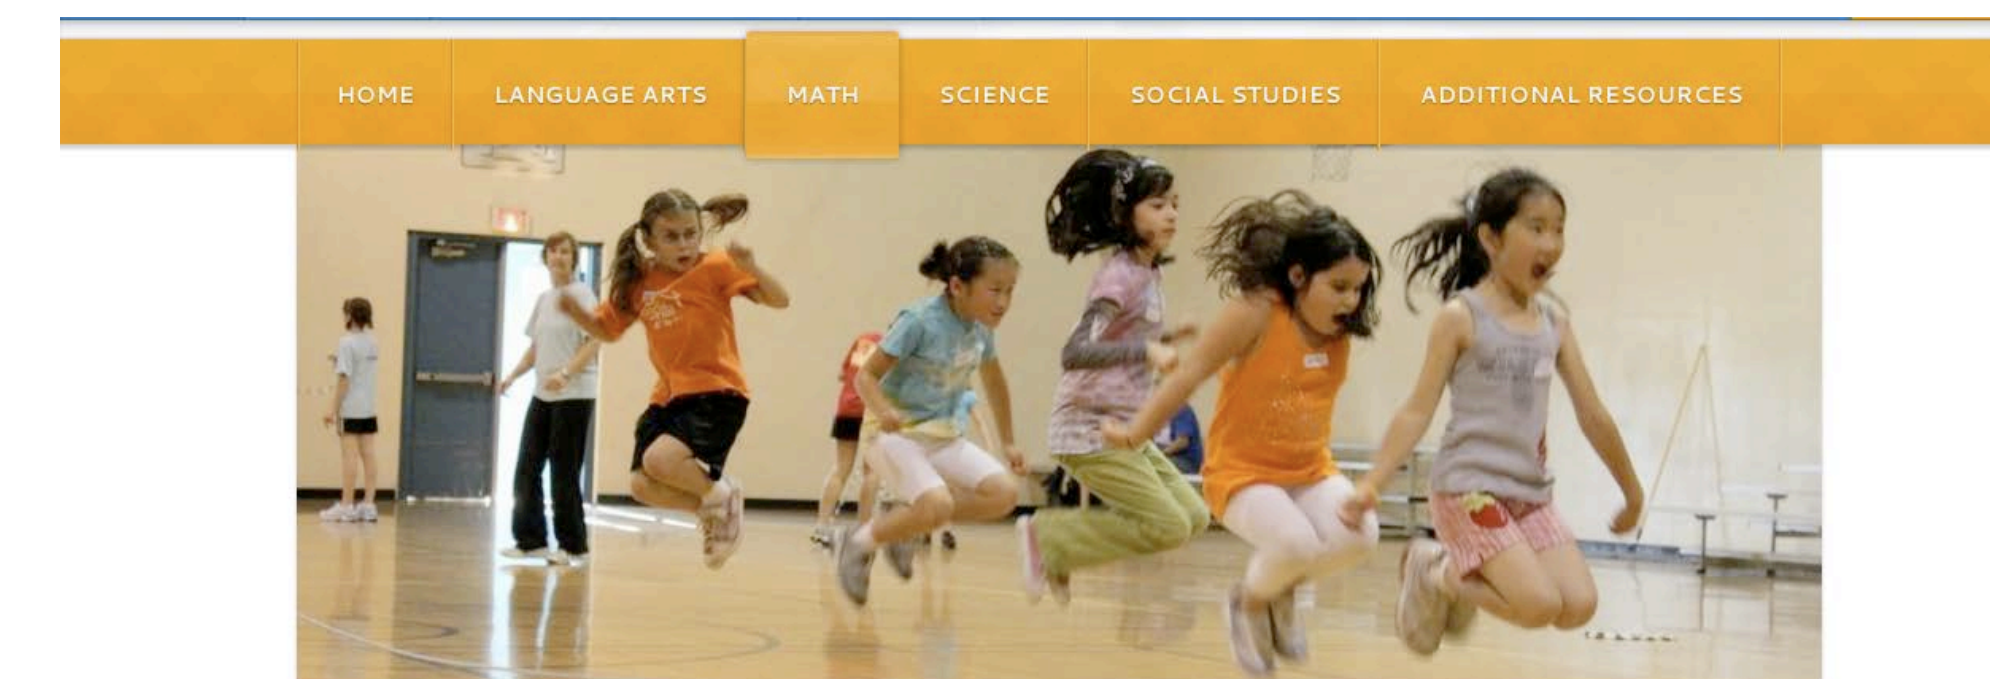 HOME LANGUAGE ARTS MATH SCIENCE SOCIAL STUDIES ADDITIONAL RESOURCES